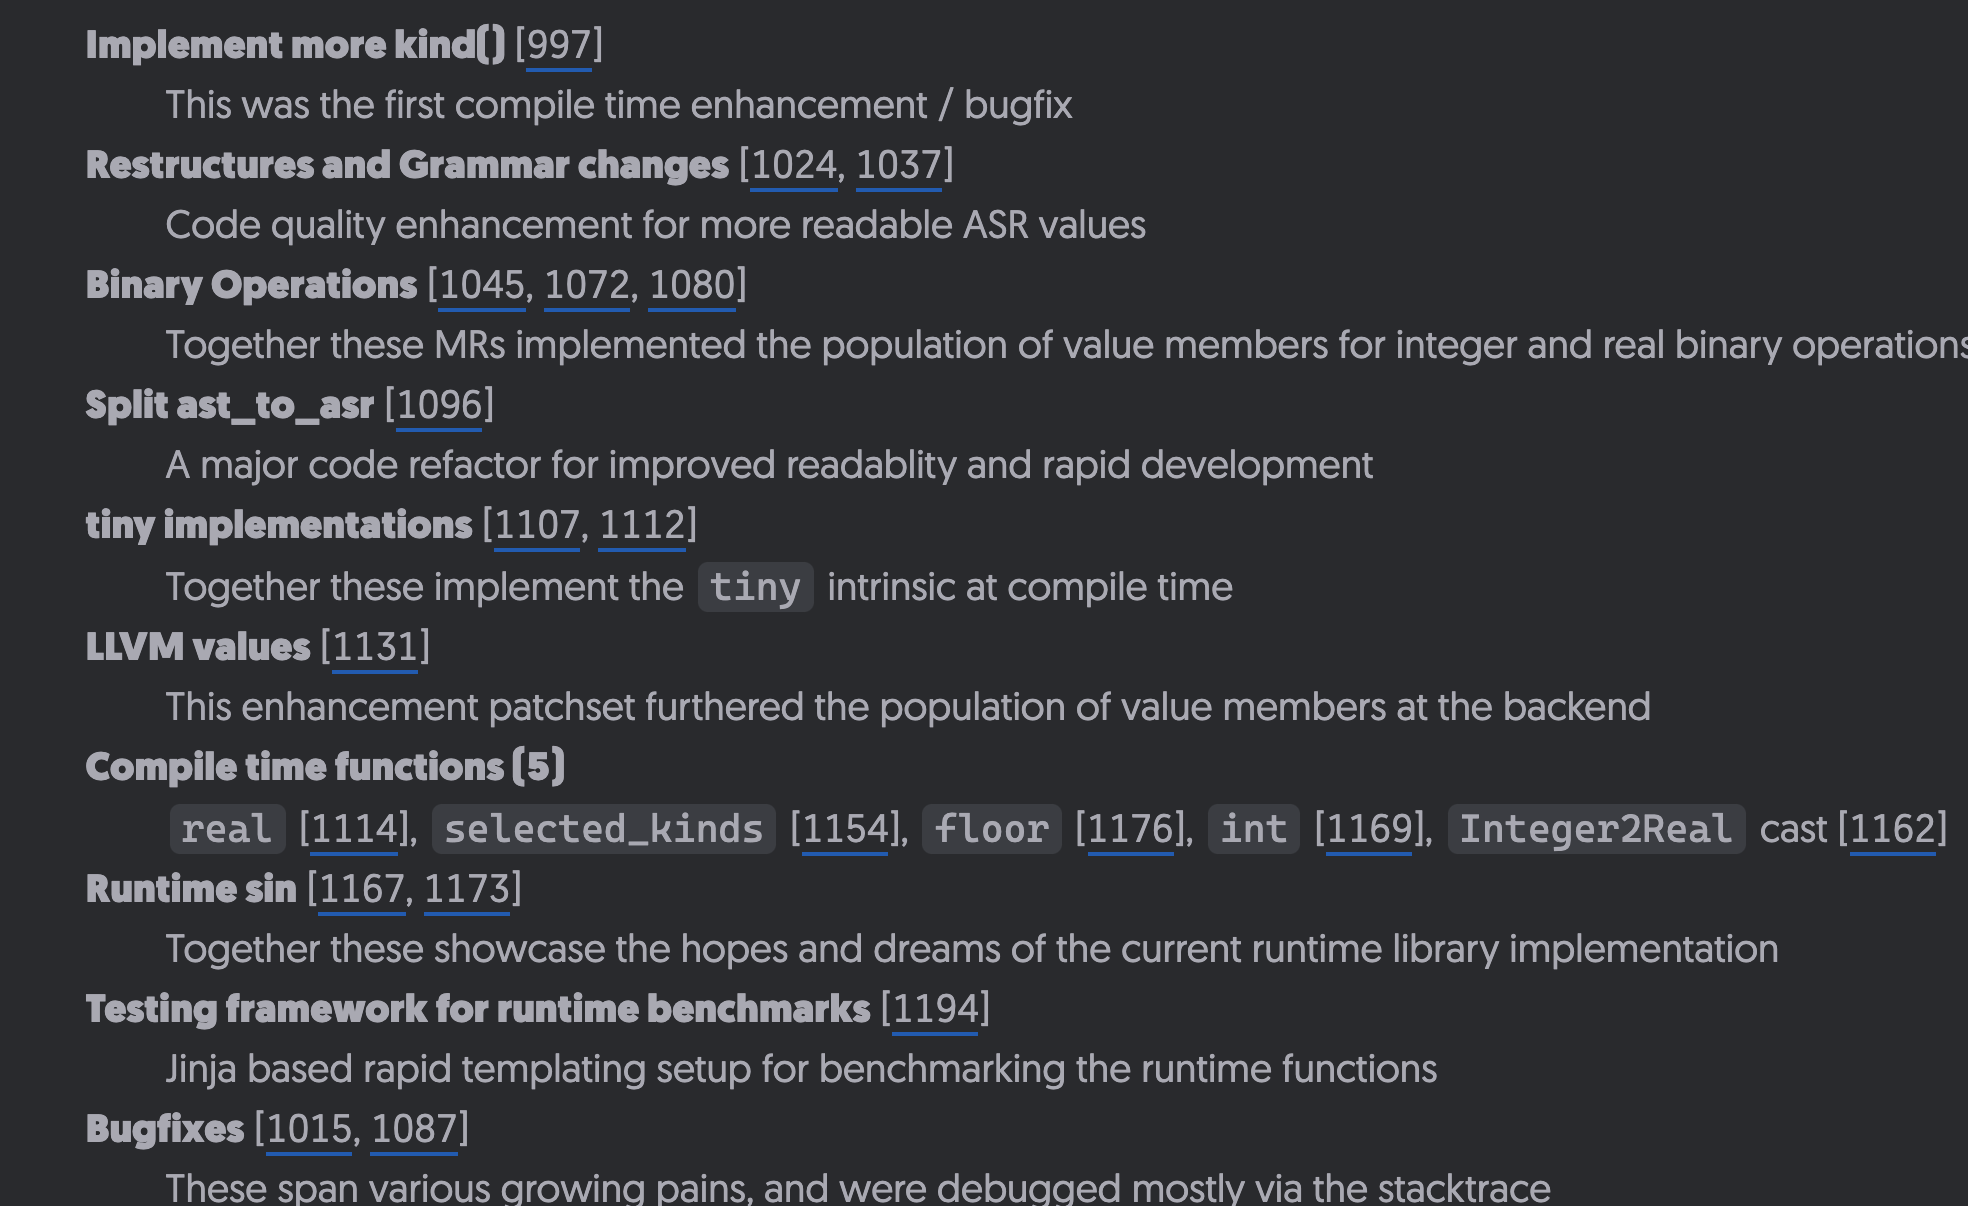 Implement more kind() [997]
This was the first compile time enhancement / bugfix
Restructures and Grammar changes [1024, 1037]
Code quality enhancement for more readable ASR values
Binary Operations [1045, 1072, 1080]
Together these MRs implemented the population of value members for integer and real binary operations
Split ast_to_asr [1096]
A major code refactor for improved readablity and rapid development
tiny implementations [1107, 1112]
Together these implement the tiny intrinsic at compile time
LLVM values [1131]
This enhancement patchset furthered the population of value members at the backend
Compile time functions (5)
real [1114], selected_kinds [1154], floor [1176], int [1169], Integer2Real cast [1162]
Runtime sin [1167, 1173]
Together these showcase the hopes and dreams of the current runtime library implementation
Testing framework for runtime benchmarks [1194]
Jinja based rapid templating setup for benchmarking the runtime functions
Bugfixes [1015, 1087]
These span various growing pains, and were debugged mostly via the stacktrace